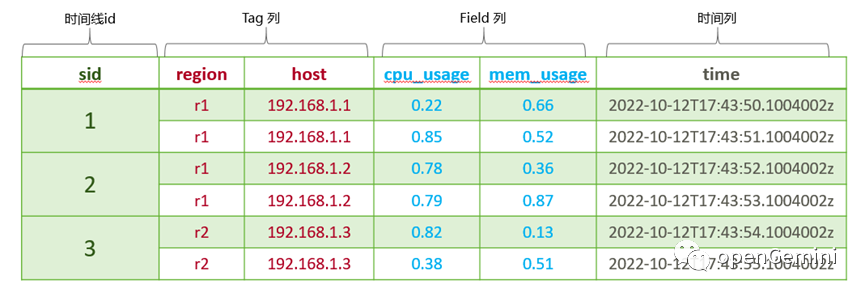 时间线id Tag 列 Field 列 时间列
sid region host cpu_usage mem_usage time
1 r1 192.168.1.1 0.22 0.66 2022-10-12T17:43:50.1004002z
r1 192.168.1.1 0.85 0.52 2022-10-12T17:43:51.1004002z
2 r1 192.168.1.2 0.78 0.36 2022-10-12T17:43:52.1004002z
r1 192.168.1.2 0.79 0.87 2022-10-12T17:43:53.1004002z
3 r2 192.168.1.3 0.82 0.13 2022-10-12T17:43:54.1004002z
r2 192.168.1.3 0.38 0.51 2022-10-12T17:43:55.1004002z
openGemini